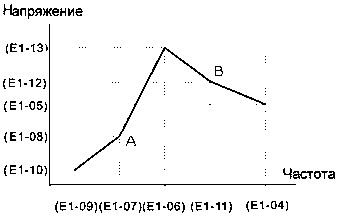 Напряжение
(E1-13)
(E1-12)
(E1-05)
(E1-08)
(E1-10)
A
B
Частота
(E1-09) (E1-07) (E1-06) (E1-11) (E1-04)